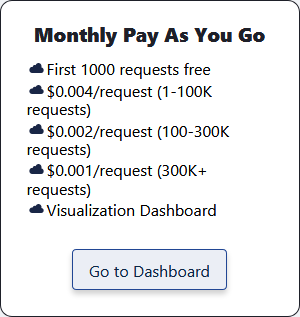 Monthly Pay As You Go
First 1000 requests free
$0.004/request (1-100K
requests)
$0.002/request (100-300K
requests)
$0.001/request (300K+
requests)
Visualization Dashboard
Go to Dashboard